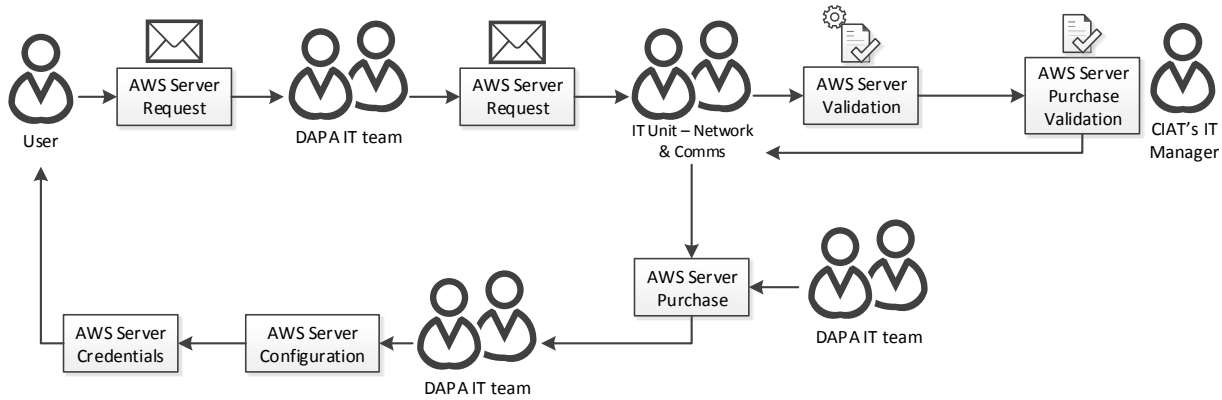 AWS Server
Request
AWS Server
Request
AWS Server
Validation
AWS Server
Purchase
Validation
User
DAPA IT team
IT Unit – Network
& Comms
CIAT's IT
Manager
AWS Server
Purchase
DAPA IT team
AWS Server
Credentials
AWS Server
Configuration
DAPA IT team